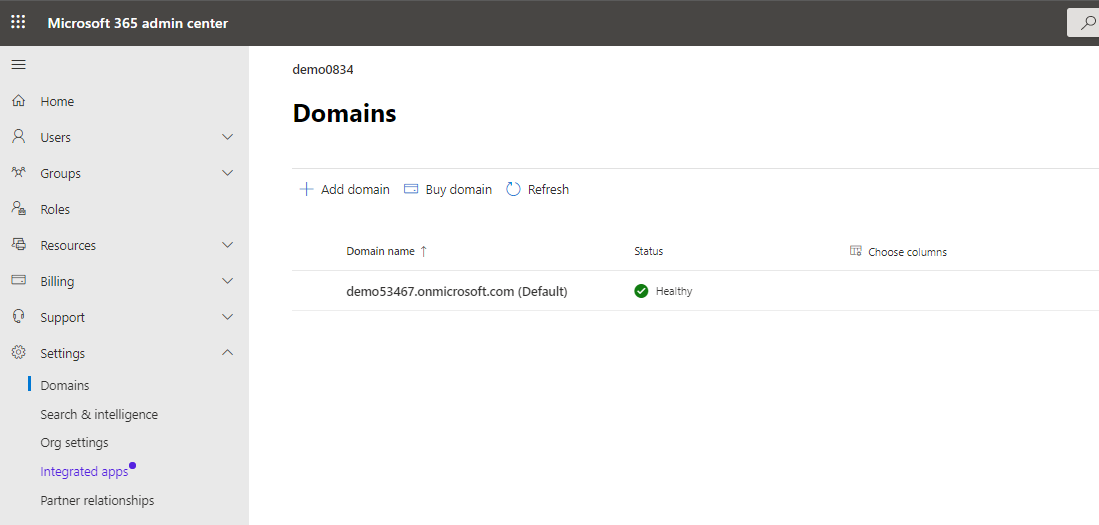 Microsoft 365 admin center
Home
Users
Groups
Roles
Resources
Billing
Support
Settings
Domains
Search & intelligence
Org settings
Integrated apps
Partner relationships
demo0834
Domains
Add domain Buy domain Refresh
Domain name ↑ Status Choose columns
demo53467.onmicrosoft.com (Default) Healthy